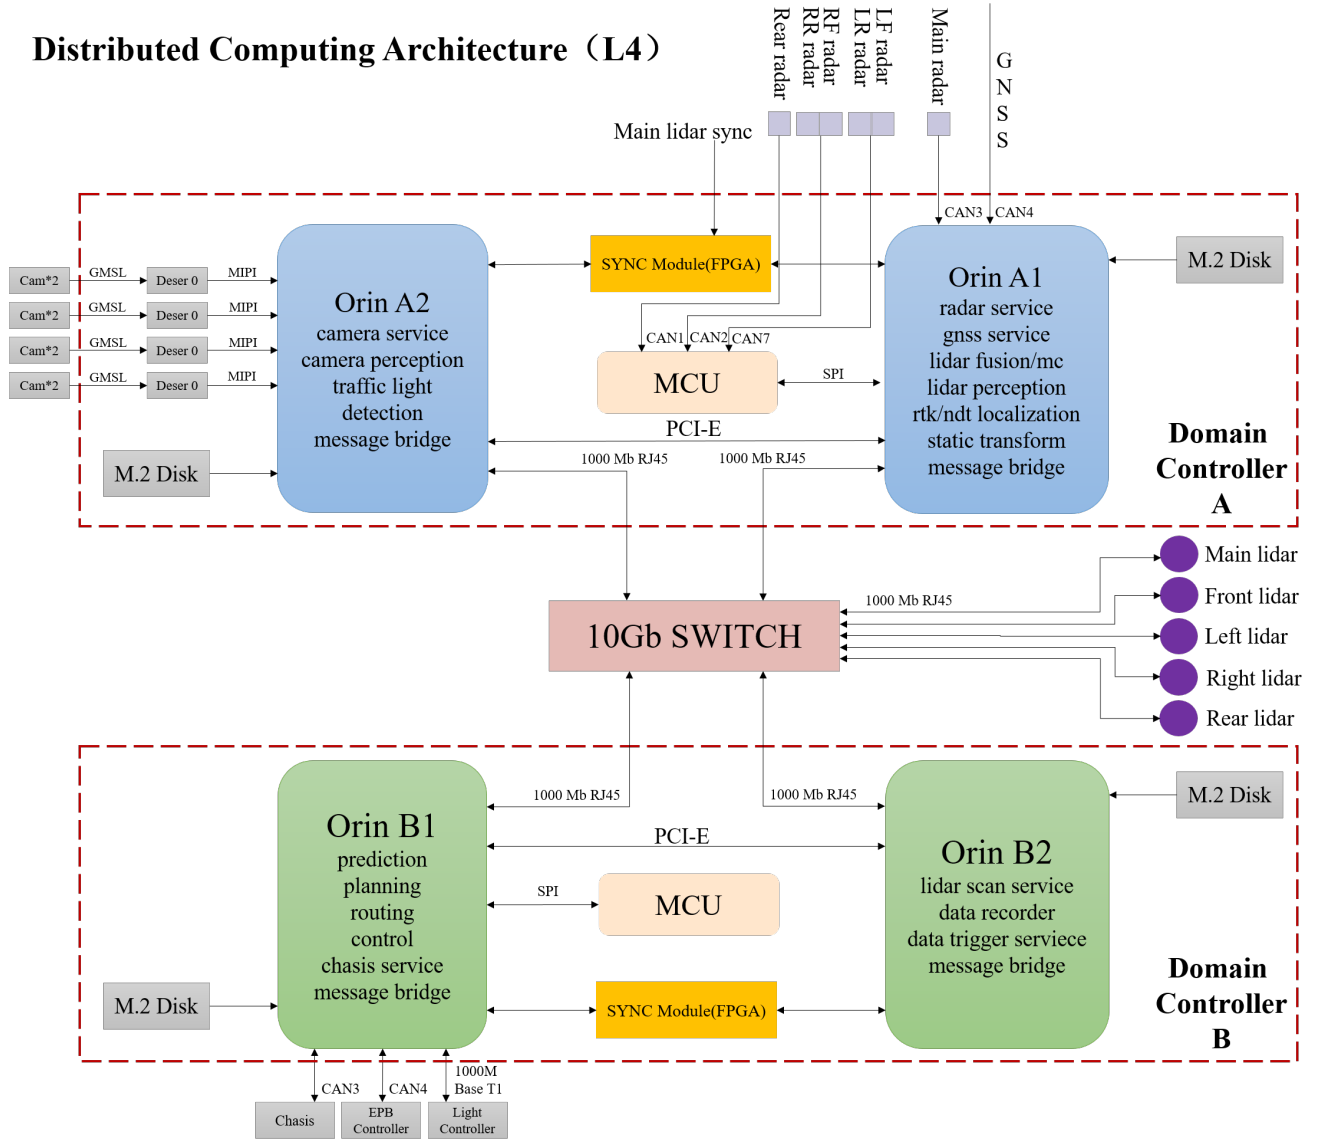 Distributed Computing Architecture（L4）
Rear radar
RR radar
RF radar
LR radar
LF radar
Main radar
GNSS
Main lidar sync
CAN3
CAN4
SYNC Module(FPGA)
M.2 Disk
Cam*2
GMSL
Deser 0
MIPI
Cam*2
GMSL
Deser 0
MIPI
Cam*2
GMSL
Deser 0
MIPI
Cam*2
GMSL
Deser 0
MIPI
Orin A2
camera service
camera perception
traffic light
detection
message bridge
CAN1
CAN2
CAN7
MCU
SPI
PCI-E
1000 Mb RJ45
1000 Mb RJ45
Orin A1
radar service
gnss service
lidar fusion/mc
lidar perception
rtk/ndt localization
static transform
message bridge
M.2 Disk
Domain
Controller
A
10Gb SWITCH
1000 Mb RJ45
Main lidar
Front lidar
Left lidar
Right lidar
Rear lidar
Orin B1
prediction
planning
routing
control
chasis service
message bridge
1000 Mb RJ45
1000 Mb RJ45
PCI-E
SPI
MCU
SYNC Module(FPGA)
Orin B2
lidar scan service
data recorder
data trigger serviece
message bridge
M.2 Disk
M.2 Disk
Domain
Controller
B
CAN3
CAN4
1000M
Base T1
Chasis
EPB
Controller
Light
Controller